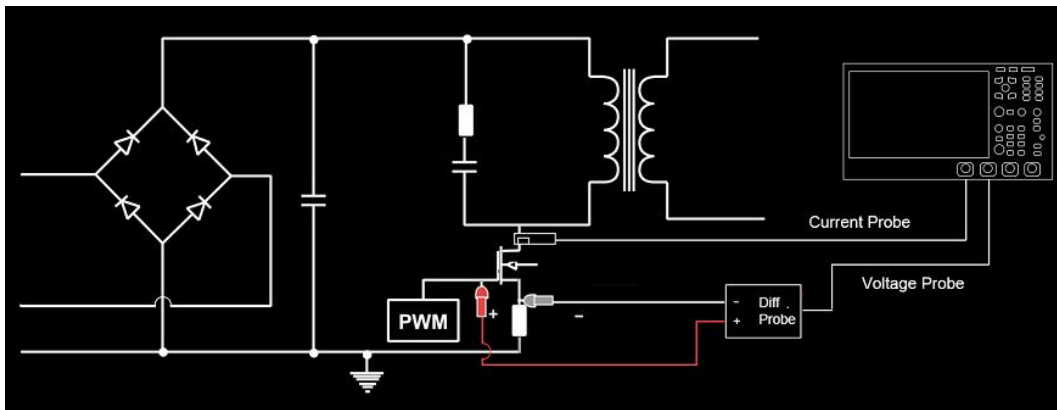 Current Probe
Voltage Probe
PWM
+
−
− Diff .
+ Probe